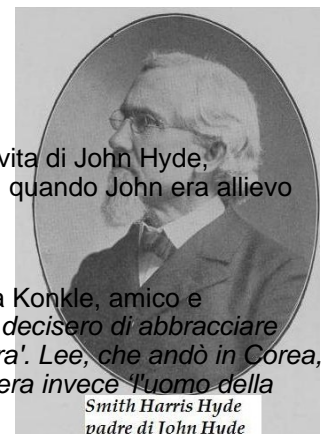 vita di John Hyde,
quando John era allievo
a Konkle, amico e
decisero di abbracciare
ra'. Lee, che andò in Corea,
era invece 'l'uomo della
Smith Harris Hyde
padre di John Hyde